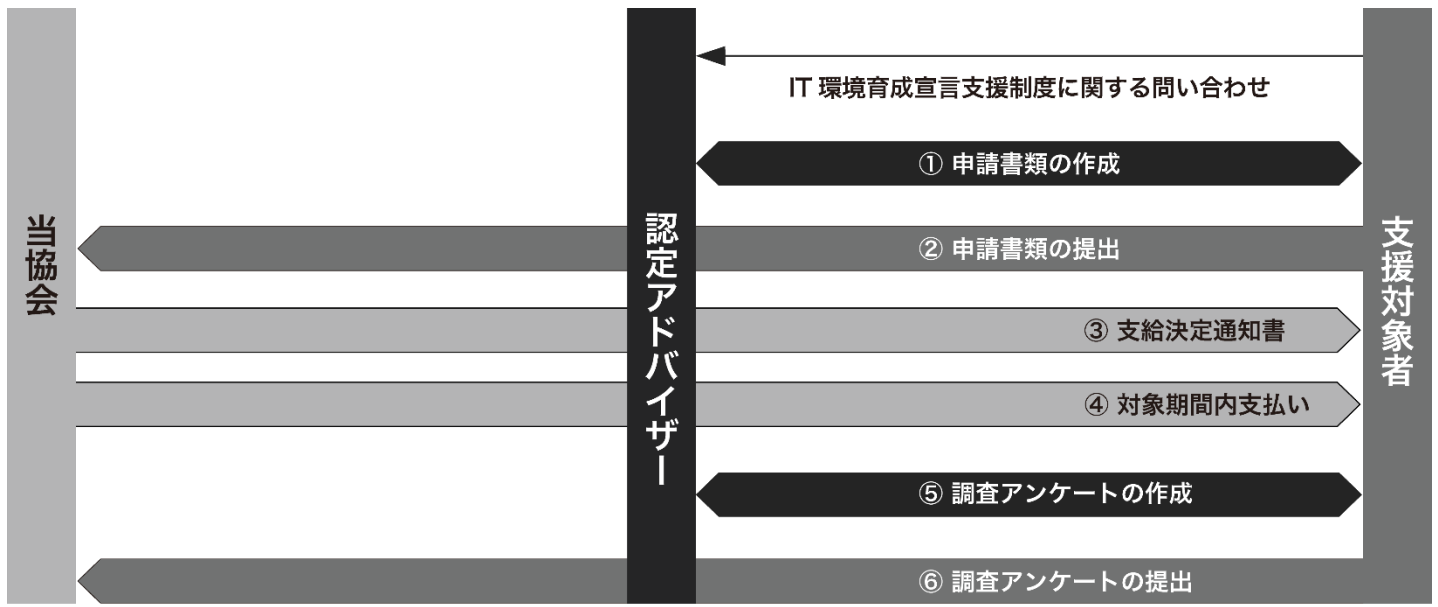 IT 環境育成宣言支援制度に関する問い合わせ
① 申請書類の作成
② 申請書類の提出
③ 支給決定通知書
④ 対象期間内支払い
⑤ 調査アンケートの作成
⑥ 調査アンケートの提出
当協会
認定アドバイザー
支援対象者